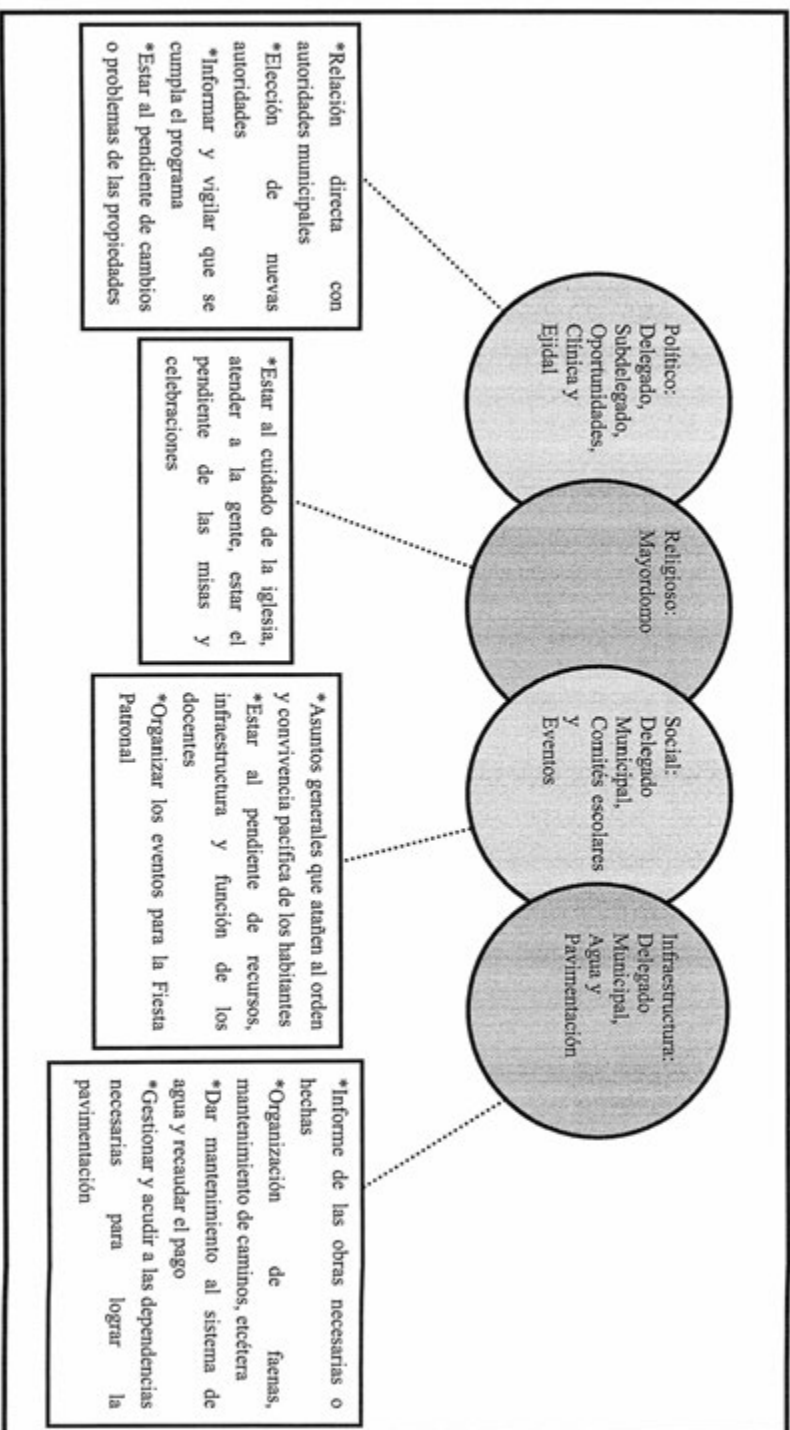 Político:
Delegado,
Subdelegado,
Oportunidades,
Clínica y
Ejidal
Religioso:
Mayordomo
Social:
Delegado
Municipal,
Comités escolares
y
Eventos
Infraestructura:
Delegado
Municipal,
Agua y
Pavimentación
*Relación directa con
autoridades municipales
*Elección de nuevas
autoridades
*Informar y vigilar que se
cumpla el programa
*Estar al pendiente de cambios
o problemas de las propiedades
*Estar al cuidado de la iglesia,
atender a la gente, estar el
pendiente de las misas y
celebraciones
*Asuntos generales que atañen al orden
y convivencia pacífica de los habitantes
*Estar al pendiente de recursos,
infraestructura y función de los
docentes
*Organizar los eventos para la Fiesta
Patronal
*Informe de las obras necesarias o
hechas
*Organización de faenas,
mantenimiento de caminos, etcétera
*Dar mantenimiento al sistema de
agua y recaudar el pago
*Gestionar y acudir a las dependencias
necesarias para lograr la
pavimentación